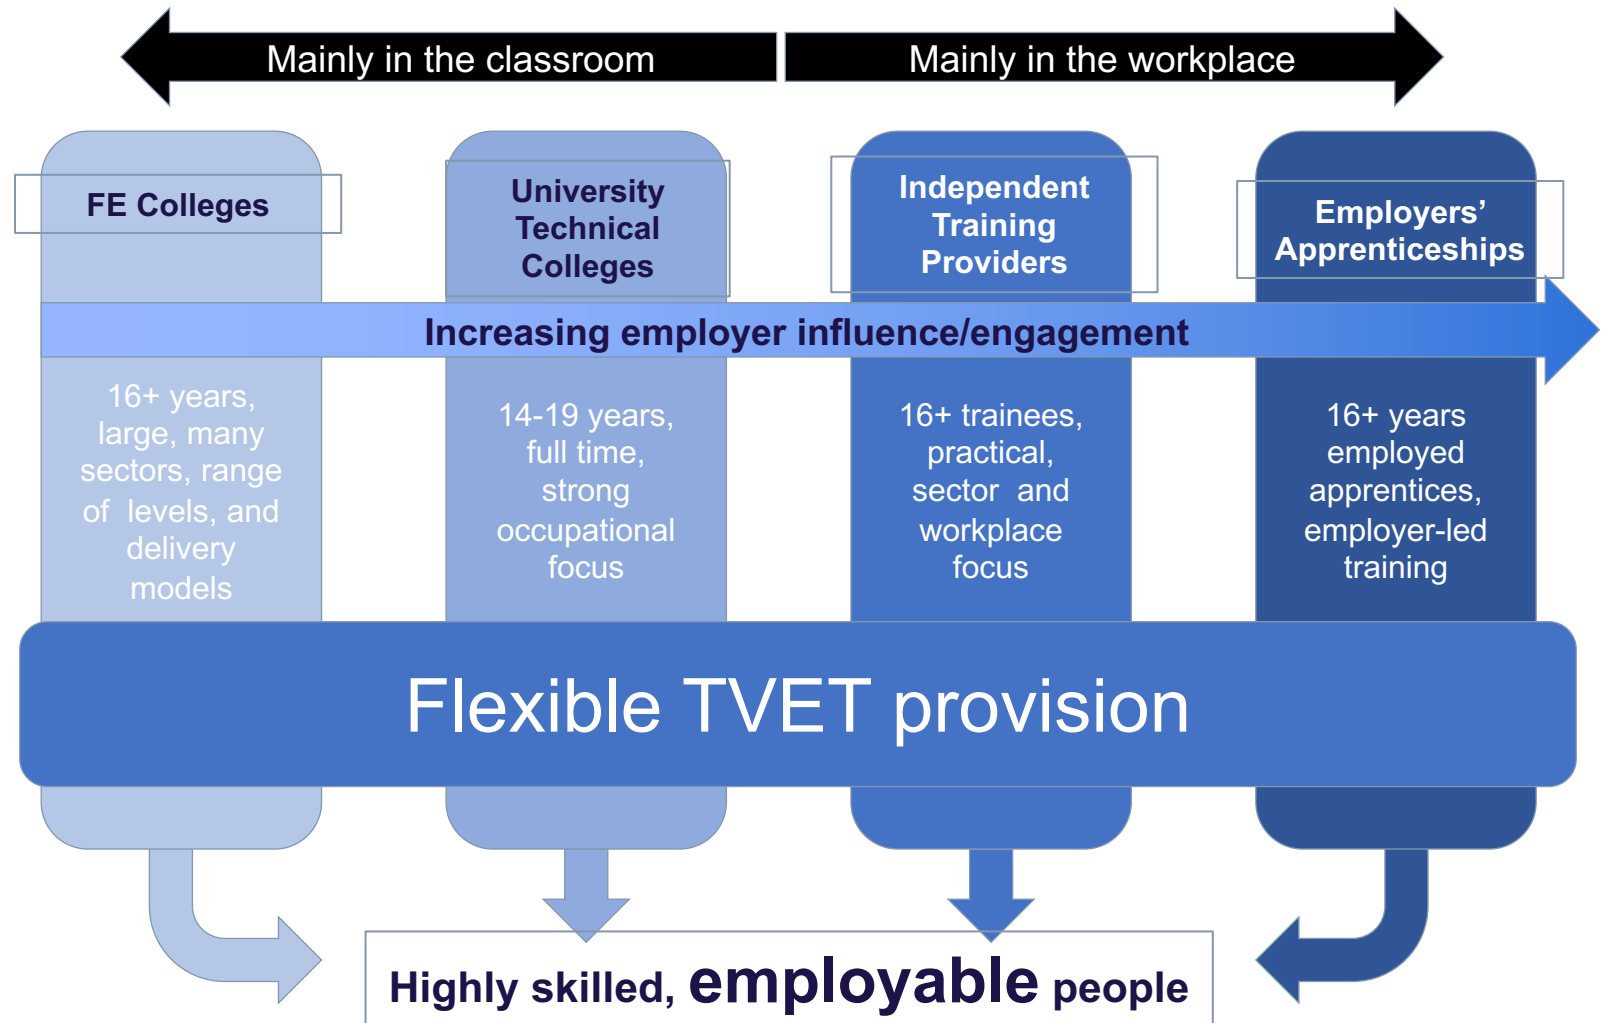 Mainly in the classroom
Mainly in the workplace
FE Colleges
University
Technical
Colleges
Independent
Training
Providers
Employers’
Apprenticeships
Increasing employer influence/engagement
16+ years,
large, many
sectors, range
of levels, and
delivery
models
14-19 years,
full time,
strong
occupational
focus
16+ trainees,
practical,
sector and
workplace
focus
16+ years
employed
apprentices,
employer-led
training
Flexible TVET provision
Highly skilled, employable people